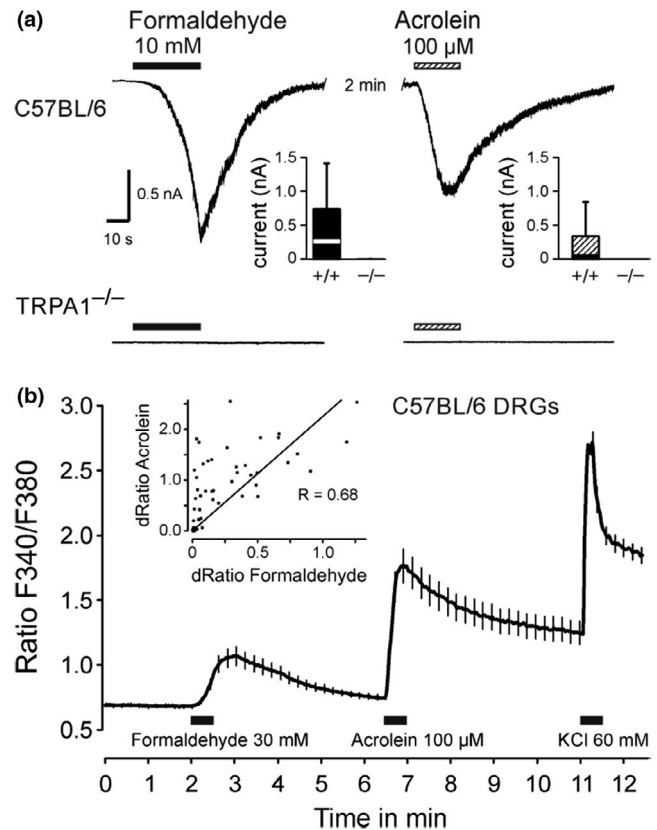 (a)
Formaldehyde
10 mM
Acrolein
100 µM
C57BL/6
2 min
0.5 nA
10 s
current (nA)
1.5
1.0
0.5
0
+/+ −/−
current (nA)
1.5
1.0
0.5
0
+/+ −/−
TRPA1−/−
(b)
C57BL/6 DRGs
Ratio F340/F380
3.0
2.5
2.0
1.5
1.0
0.5
dRatio Acrolein
2.0
1.0
0.0
R = 0.68
0 0.5 1.0
dRatio Formaldehyde
Formaldehyde 30 mM
Acrolein 100 µM
KCl 60 mM
0 1 2 3 4 5 6 7 8 9 10 11 12
Time in min